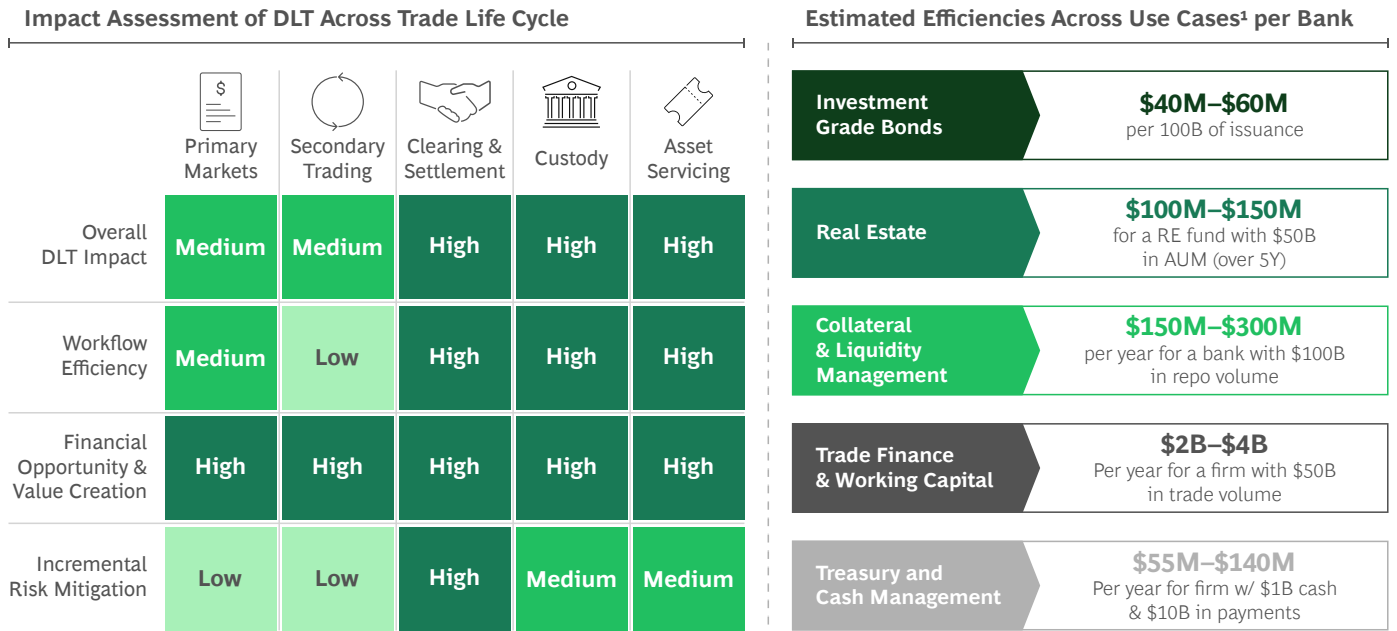 Impact Assessment of DLT Across Trade Life Cycle
$
Primary
Markets
Secondary
Trading
Clearing &
Settlement
Custody
Asset
Servicing
Overall
DLT Impact
Medium
Medium
High
High
High
Workflow
Efficiency
Medium
Low
High
High
High
Financial
Opportunity &
Value Creation
High
High
High
High
High
Incremental
Risk Mitigation
Low
Low
High
Medium
Medium
Estimated Efficiencies Across Use Cases¹ per Bank
Investment
Grade Bonds
$40M–$60M
per 100B of issuance
Real Estate
$100M–$150M
for a RE fund with $50B
in AUM (over 5Y)
Collateral
& Liquidity
Management
$150M–$300M
per year for a bank with $100B
in repo volume
Trade Finance
& Working Capital
$2B–$4B
Per year for a firm with $50B
in trade volume
Treasury and
Cash Management
$55M–$140M
Per year for firm w/ $1B cash
& $10B in payments